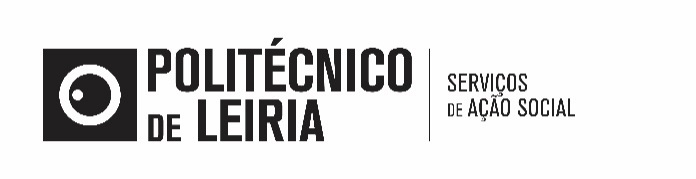 POLITÉCNICO
DE LEIRIA
SERVIÇOS
DE AÇÃO SOCIAL